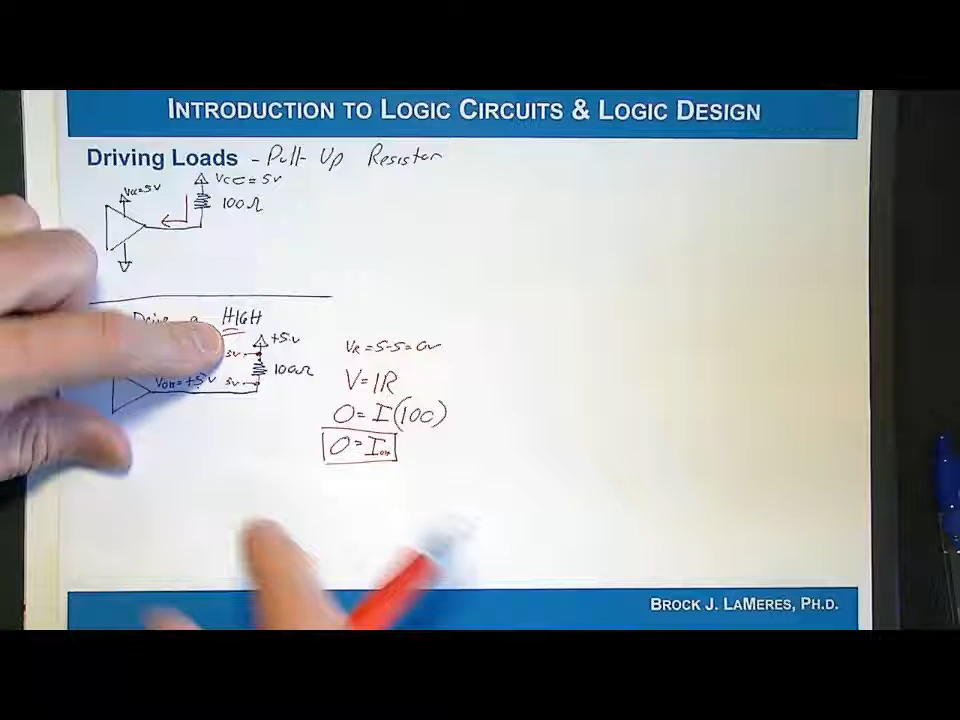 INTRODUCTION TO LOGIC CIRCUITS & LOGIC DESIGN
Driving Loads - Pull-Up Resistor
Vcc=5V
VCC=5V
100Ω
HIGH
+5V
5V
100Ω
VOH=+5V
5V
VR=5-5=0V
V=IR
0=I(100)
0=IOH
BROCK J. LAMERES, PH.D.